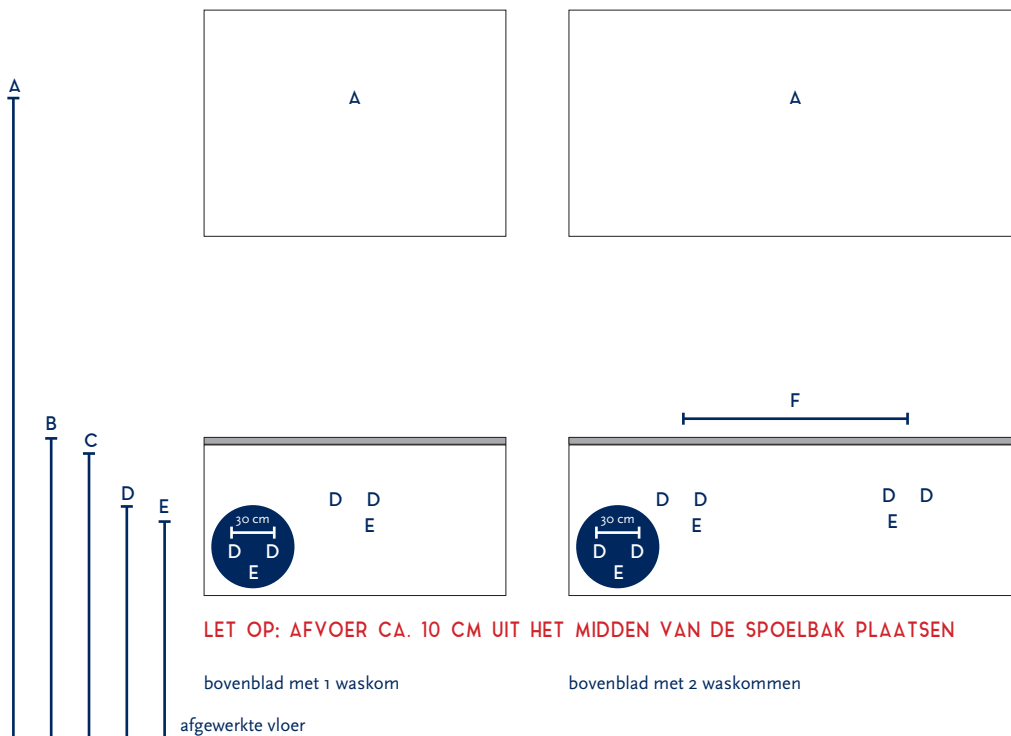 A
A
A
F
B
C
D
E
D D
E
D D
E
D D
E
30 cm
D D
E
30 cm
D D
E
LET OP: AFVOER CA. 10 CM UIT HET MIDDEN VAN DE SPOELBAK PLAATSEN
bovenblad met 1 waskom
bovenblad met 2 waskommen
afgewerkte vloer